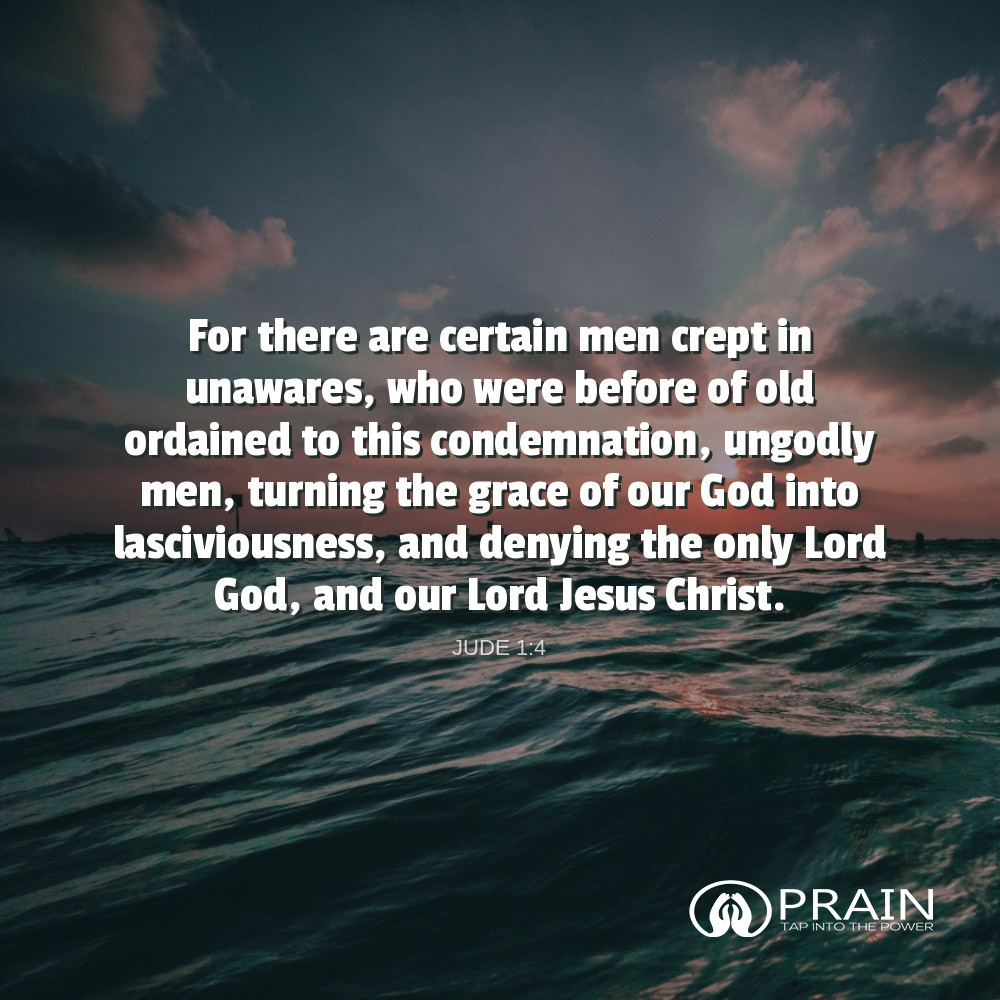 For there are certain men crept in
unawares, who were before of old
ordained to this condemnation, ungodly
men, turning the grace of our God into
lasciviousness, and denying the only Lord
God, and our Lord Jesus Christ.
JUDE 1:4
PRAIN
TAP INTO THE POWER